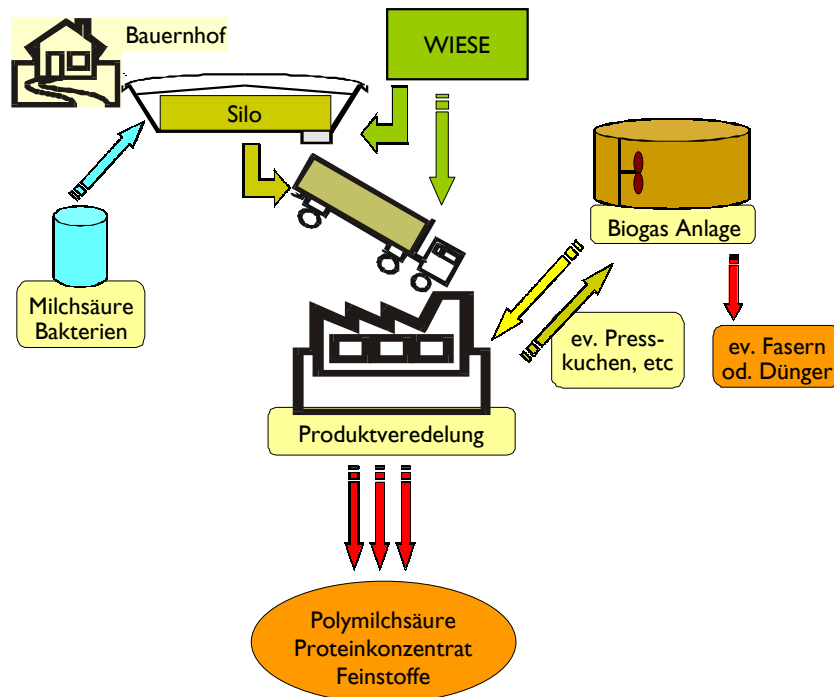 Bauernhof
WIESE
Silo
Biogas Anlage
Milchsäure
Bakterien
ev. Press-
kuchen, etc
ev. Fasern
od. Dünger
Produktveredelung
Polymilchsäure
Proteinkonzentrat
Feinstoffe